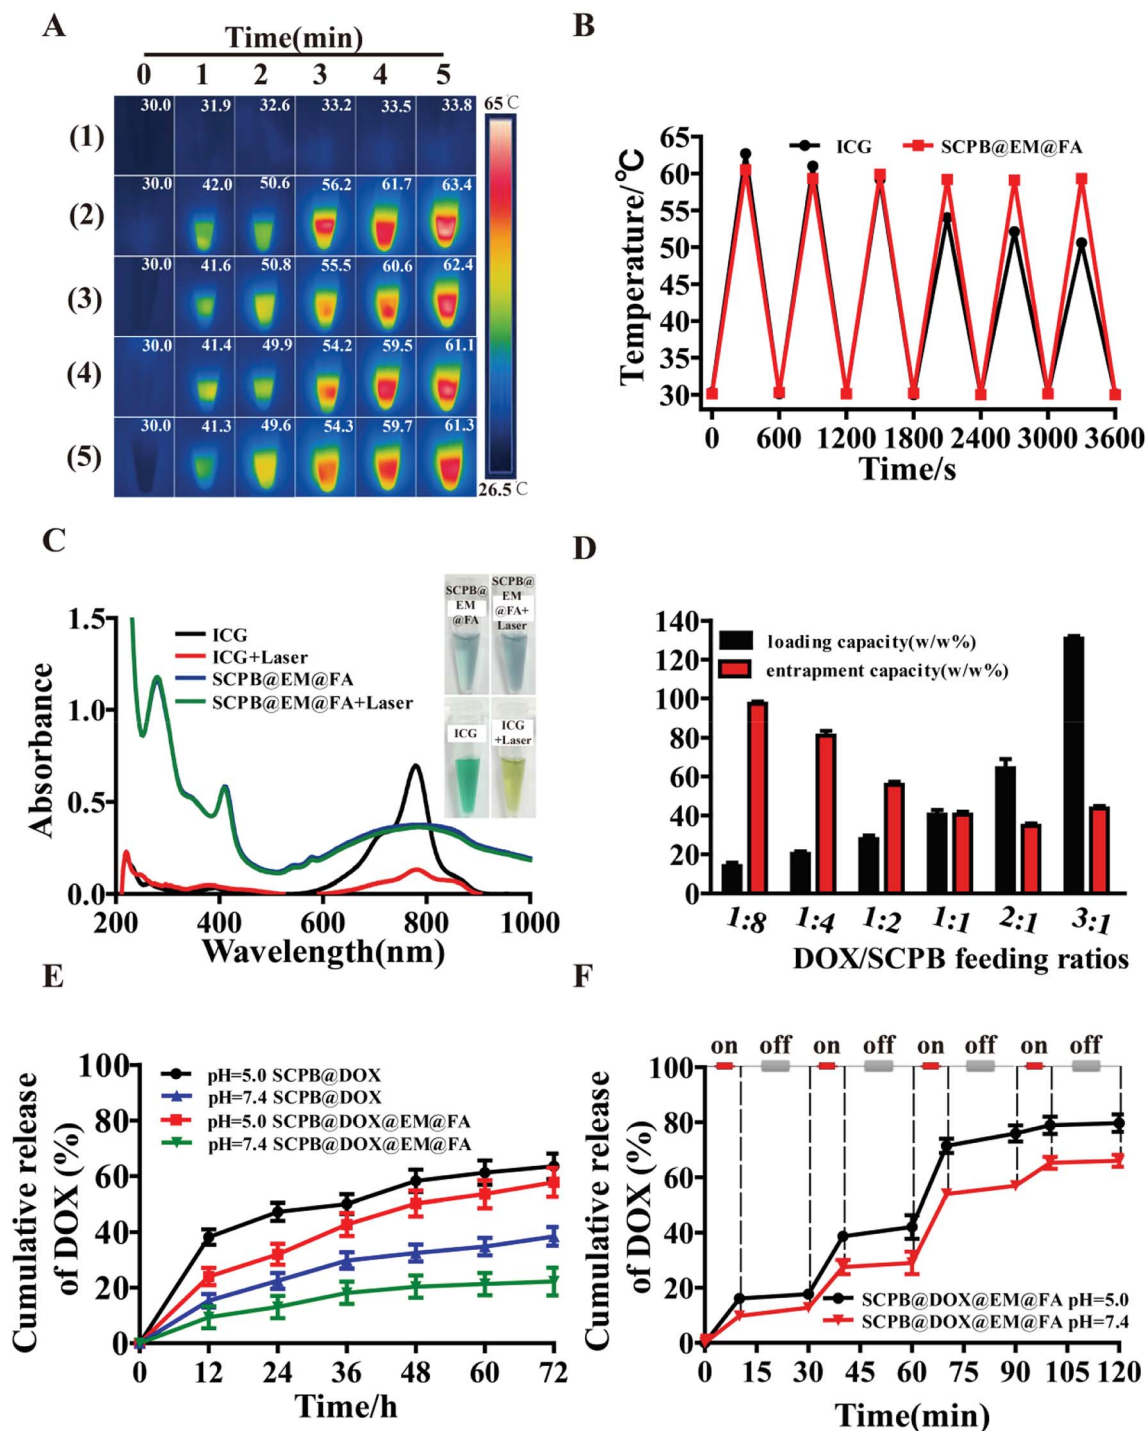 A
Time(min)
0 1 2 3 4 5
(1) 30.0 31.9 32.6 33.2 33.5 33.8 65℃
(2) 30.0 42.0 50.6 56.2 61.7 63.4
(3) 30.0 41.6 50.8 55.5 60.6 62.4
(4) 30.0 41.4 49.9 54.2 59.5 61.1
(5) 30.0 41.3 49.6 54.3 59.7 61.3
26.5℃
B
ICG SCPB@EM@FA
Temperature/℃
65
60
55
50
45
40
35
30
0 600 1200 1800 2400 3000 3600
Time/s
C
Absorbance
1.5
1.0
0.5
0.0
ICG
ICG+Laser
SCPB@EM@FA
SCPB@EM@FA+Laser
SCPB@
EM
@FA
SCPB@
EM
@FA+
Laser
ICG
ICG
+Laser
200 400 600 800 1000
Wavelength(nm)
D
140
120
100
80
60
40
20
0
loading capacity(w/w%)
entrapment capacity(w/w%)
1:8 1:4 1:2 1:1 2:1 3:1
DOX/SCPB feeding ratios
E
Cumulative release
of DOX (%)
100
80
60
40
20
0
pH=5.0 SCPB@DOX
pH=7.4 SCPB@DOX
pH=5.0 SCPB@DOX@EM@FA
pH=7.4 SCPB@DOX@EM@FA
0 12 24 36 48 60 72
Time/h
F
on off on off on off on off
Cumulative release
of DOX (%)
100
80
60
40
20
0
SCPB@DOX@EM@FA pH=5.0
SCPB@DOX@EM@FA pH=7.4
0 15 30 45 60 75 90 105 120
Time(min)